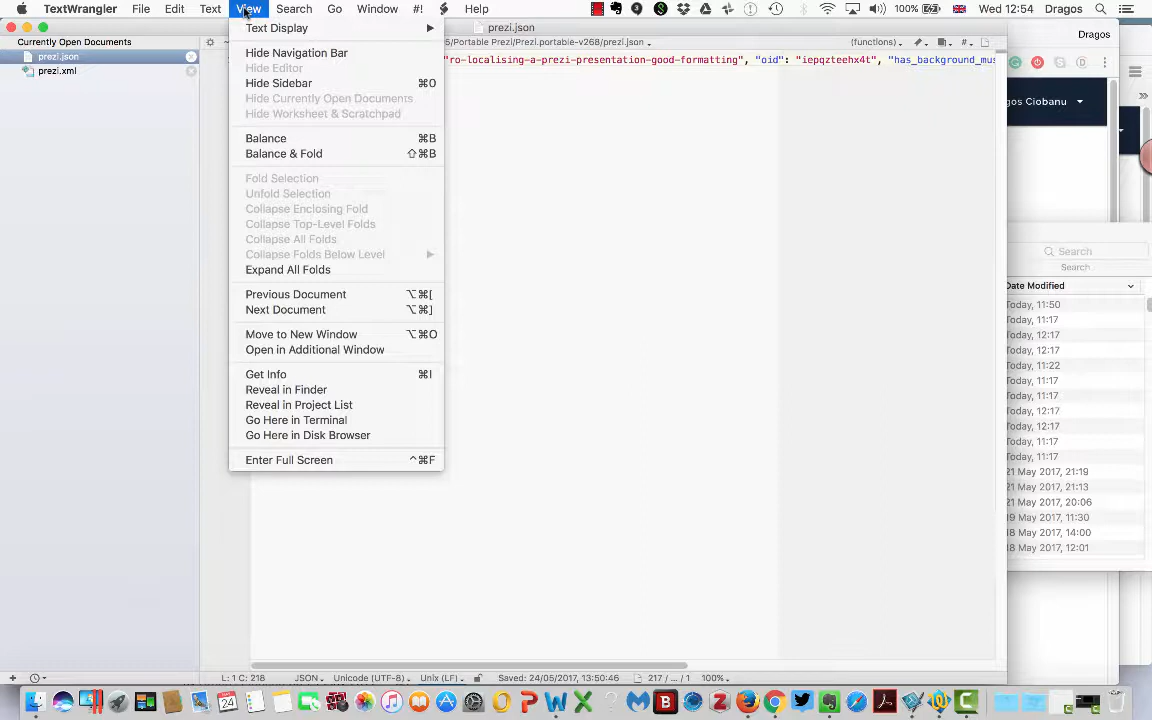 TextWrangler File Edit Text View Search Go Window #! Help 100% Wed 12:54 Dragos
prezi.json
Currently Open Documents
prezi.json
prezi.xml
5/Portable Prezi/Prezi.portable-v268/prezi.json
(functions)
"ro-localising-a-prezi-presentation-good-formatting", "oid": "iepqzteehx4t", "has_background_mus
Text Display
Hide Navigation Bar
Hide Editor
Hide Sidebar ⌘0
Hide Currently Open Documents
Hide Worksheet & Scratchpad
Balance ⌘B
Balance & Fold ⇧⌘B
Fold Selection
Unfold Selection
Collapse Enclosing Fold
Collapse Top-Level Folds
Collapse All Folds
Collapse Folds Below Level
Expand All Folds
Previous Document ⌥⌘[
Next Document ⌥⌘]
Move to New Window ⌥⌘O
Open in Additional Window
Get Info ⌘I
Reveal in Finder
Reveal in Project List
Go Here in Terminal
Go Here in Disk Browser
Enter Full Screen ^⌘F
Dragos
agos Ciobanu
Search
Search
Date Modified
Today, 11:50
Today, 11:17
Today, 12:17
Today, 12:17
Today, 11:22
Today, 11:17
Today, 11:17
Today, 12:17
Today, 12:17
Today, 11:17
Today, 11:17
21 May 2017, 21:19
21 May 2017, 21:13
21 May 2017, 20:06
19 May 2017, 11:30
18 May 2017, 14:00
18 May 2017, 12:01
L: 1 C: 218 JSON Unicode (UTF-8) Unix (LF) Saved: 24/05/2017, 13:50:46 217 / ... / 1 100%